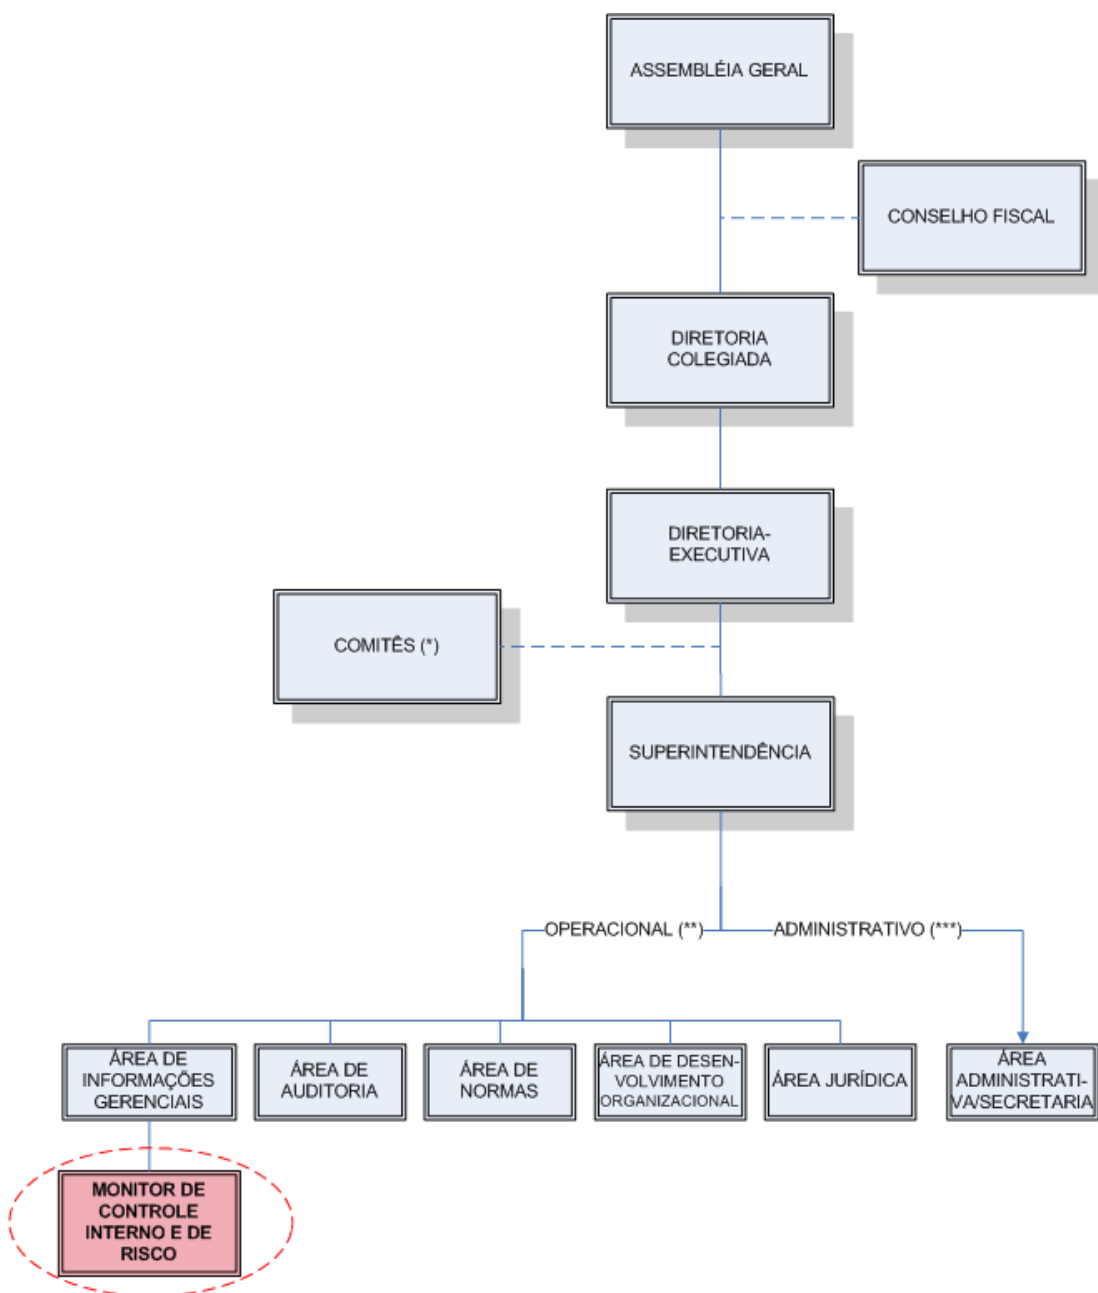 ASSEMBLÉIA GERAL
CONSELHO FISCAL
DIRETORIA
COLEGIADA
DIRETORIA-
EXECUTIVA
COMITÊS (*)
SUPERINTENDÊNCIA
OPERACIONAL (**)
ADMINISTRATIVO (***)
ÁREA DE
INFORMAÇÕES
GERENCIAIS
ÁREA DE
AUDITORIA
ÁREA DE
NORMAS
ÁREA DE DESEN-
VOLVIMENTO
ORGANIZACIONAL
ÁREA JURÍDICA
ÁREA
ADMINISTRATI-
VA/SECRETARIA
MONITOR DE
CONTROLE
INTERNO E DE
RISCO